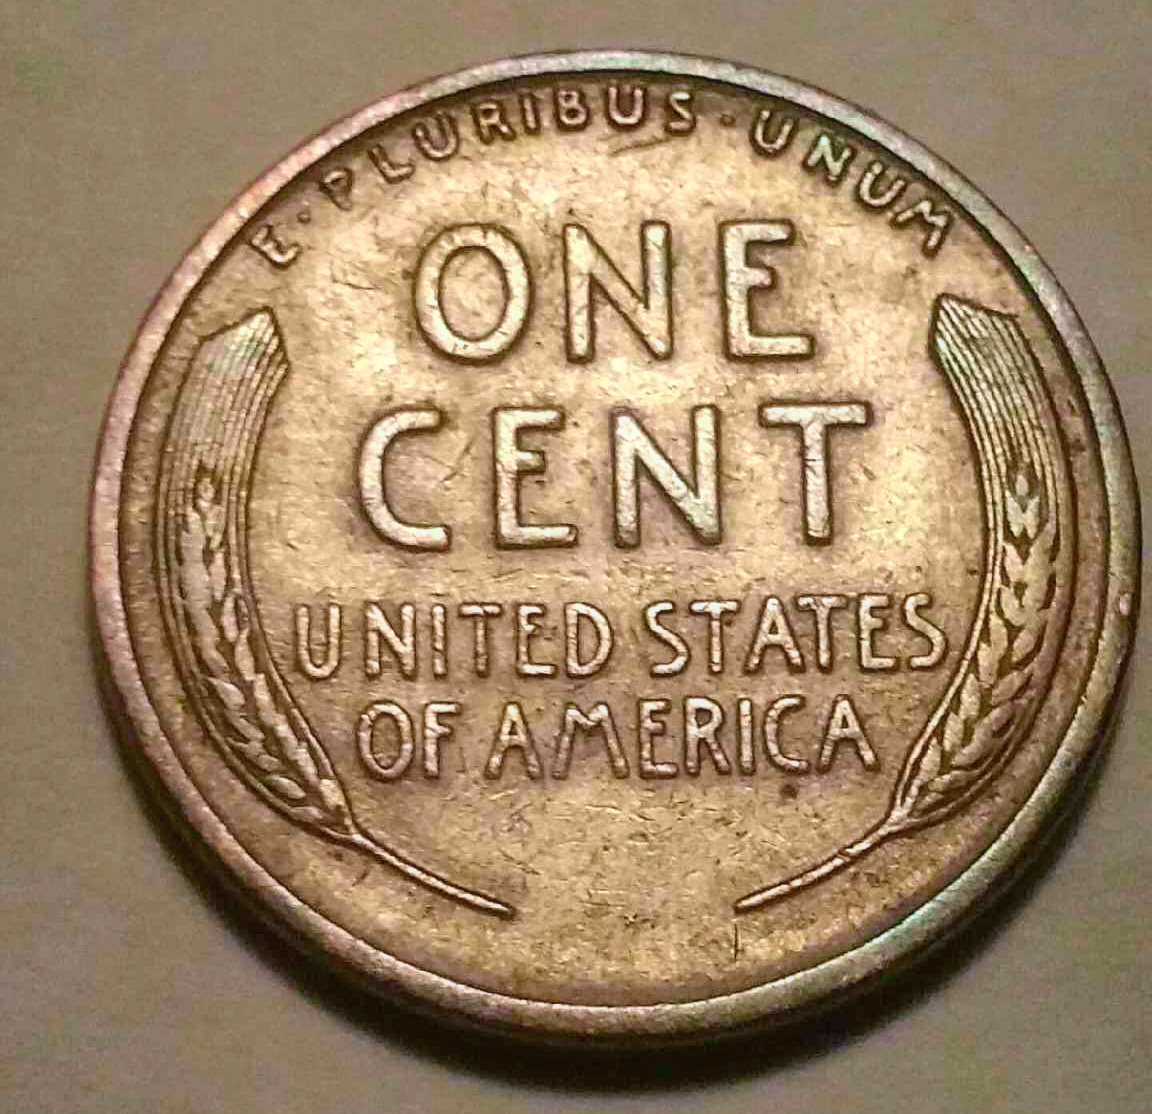 E · PLURIBUS · UNUM
ONE
CENT
UNITED STATES
OF AMERICA